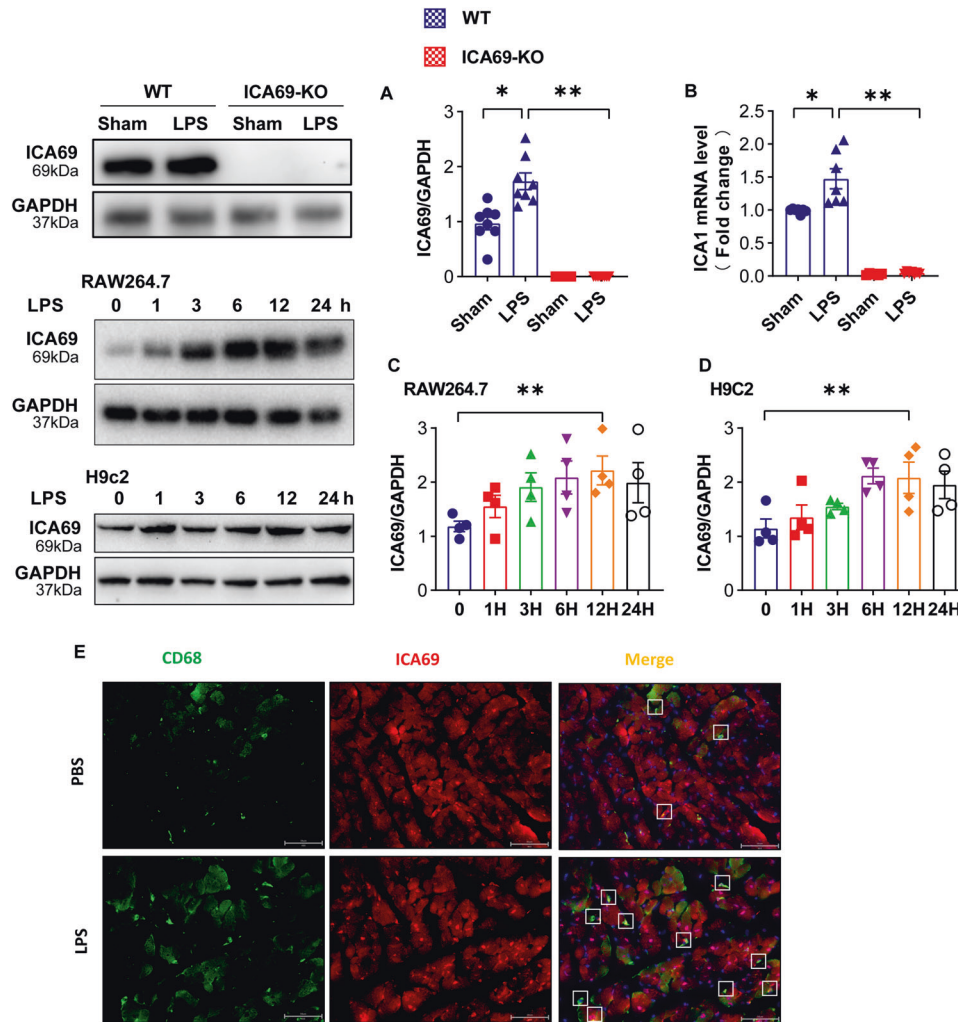 WT
ICA69-KO
WT ICA69-KO
Sham LPS Sham LPS
ICA69
69kDa
GAPDH
37kDa
A
* **
ICA69/GAPDH
3
2
1
0
Sham LPS Sham LPS
B
* **
ICA1 mRNA level
( Fold change )
2.5
2.0
1.5
1.0
0.5
0.0
Sham LPS Sham LPS
RAW264.7
LPS 0 1 3 6 12 24 h
ICA69
69kDa
GAPDH
37kDa
H9c2
LPS 0 1 3 6 12 24 h
ICA69
69kDa
GAPDH
37kDa
C
RAW264.7 **
ICA69/GAPDH
3
2
1
0
0 1H 3H 6H 12H 24H
D
H9C2 **
ICA69/GAPDH
3
2
1
0
0 1H 3H 6H 12H 24H
E
CD68 ICA69 Merge
PBS
LPS